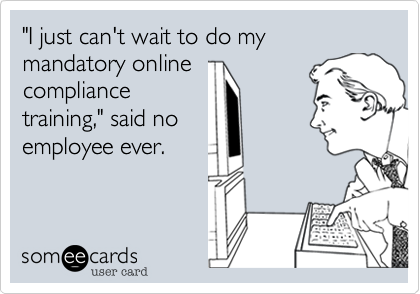 "I just can't wait to do my
mandatory online
compliance
training," said no
employee ever.
someecards
user card